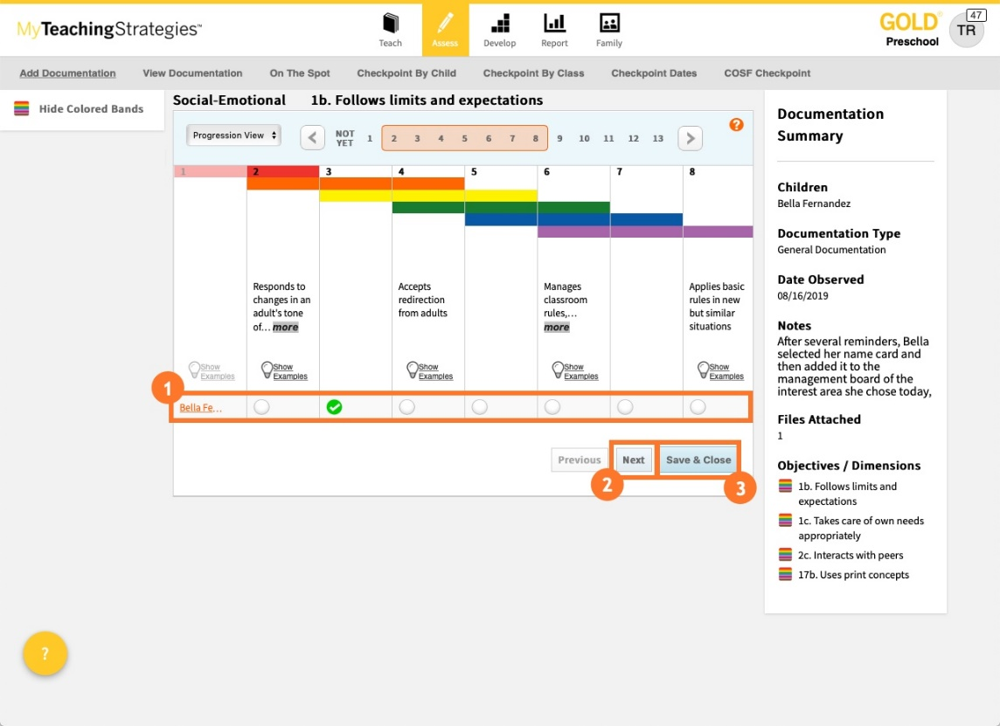 MyTeachingStrategies™
Teach
Assess
Develop
Report
Family
GOLD®
Preschool
47
TR
Add Documentation
View Documentation
On The Spot
Checkpoint By Child
Checkpoint By Class
Checkpoint Dates
COSF Checkpoint
Hide Colored Bands
Social-Emotional 1b. Follows limits and expectations
Progression View
NOT YET 1 2 3 4 5 6 7 8 9 10 11 12 13
?
1 2 3 4 5 6 7 8
Responds to
changes in an
adult's tone
of... more
Accepts
redirection
from adults
Manages
classroom
rules,...
more
Applies basic
rules in new
but similar
situations
Show
Examples
Show
Examples
Show
Examples
Show
Examples
Show
Examples
1
Bella Fe...
Previous
Next
Save & Close
2
3
Documentation
Summary
Children
Bella Fernandez
Documentation Type
General Documentation
Date Observed
08/16/2019
Notes
After several reminders, Bella
selected her name card and
then added it to the
management board of the
interest area she chose today,
Files Attached
1
Objectives / Dimensions
1b. Follows limits and
expectations
1c. Takes care of own needs
appropriately
2c. Interacts with peers
17b. Uses print concepts
?